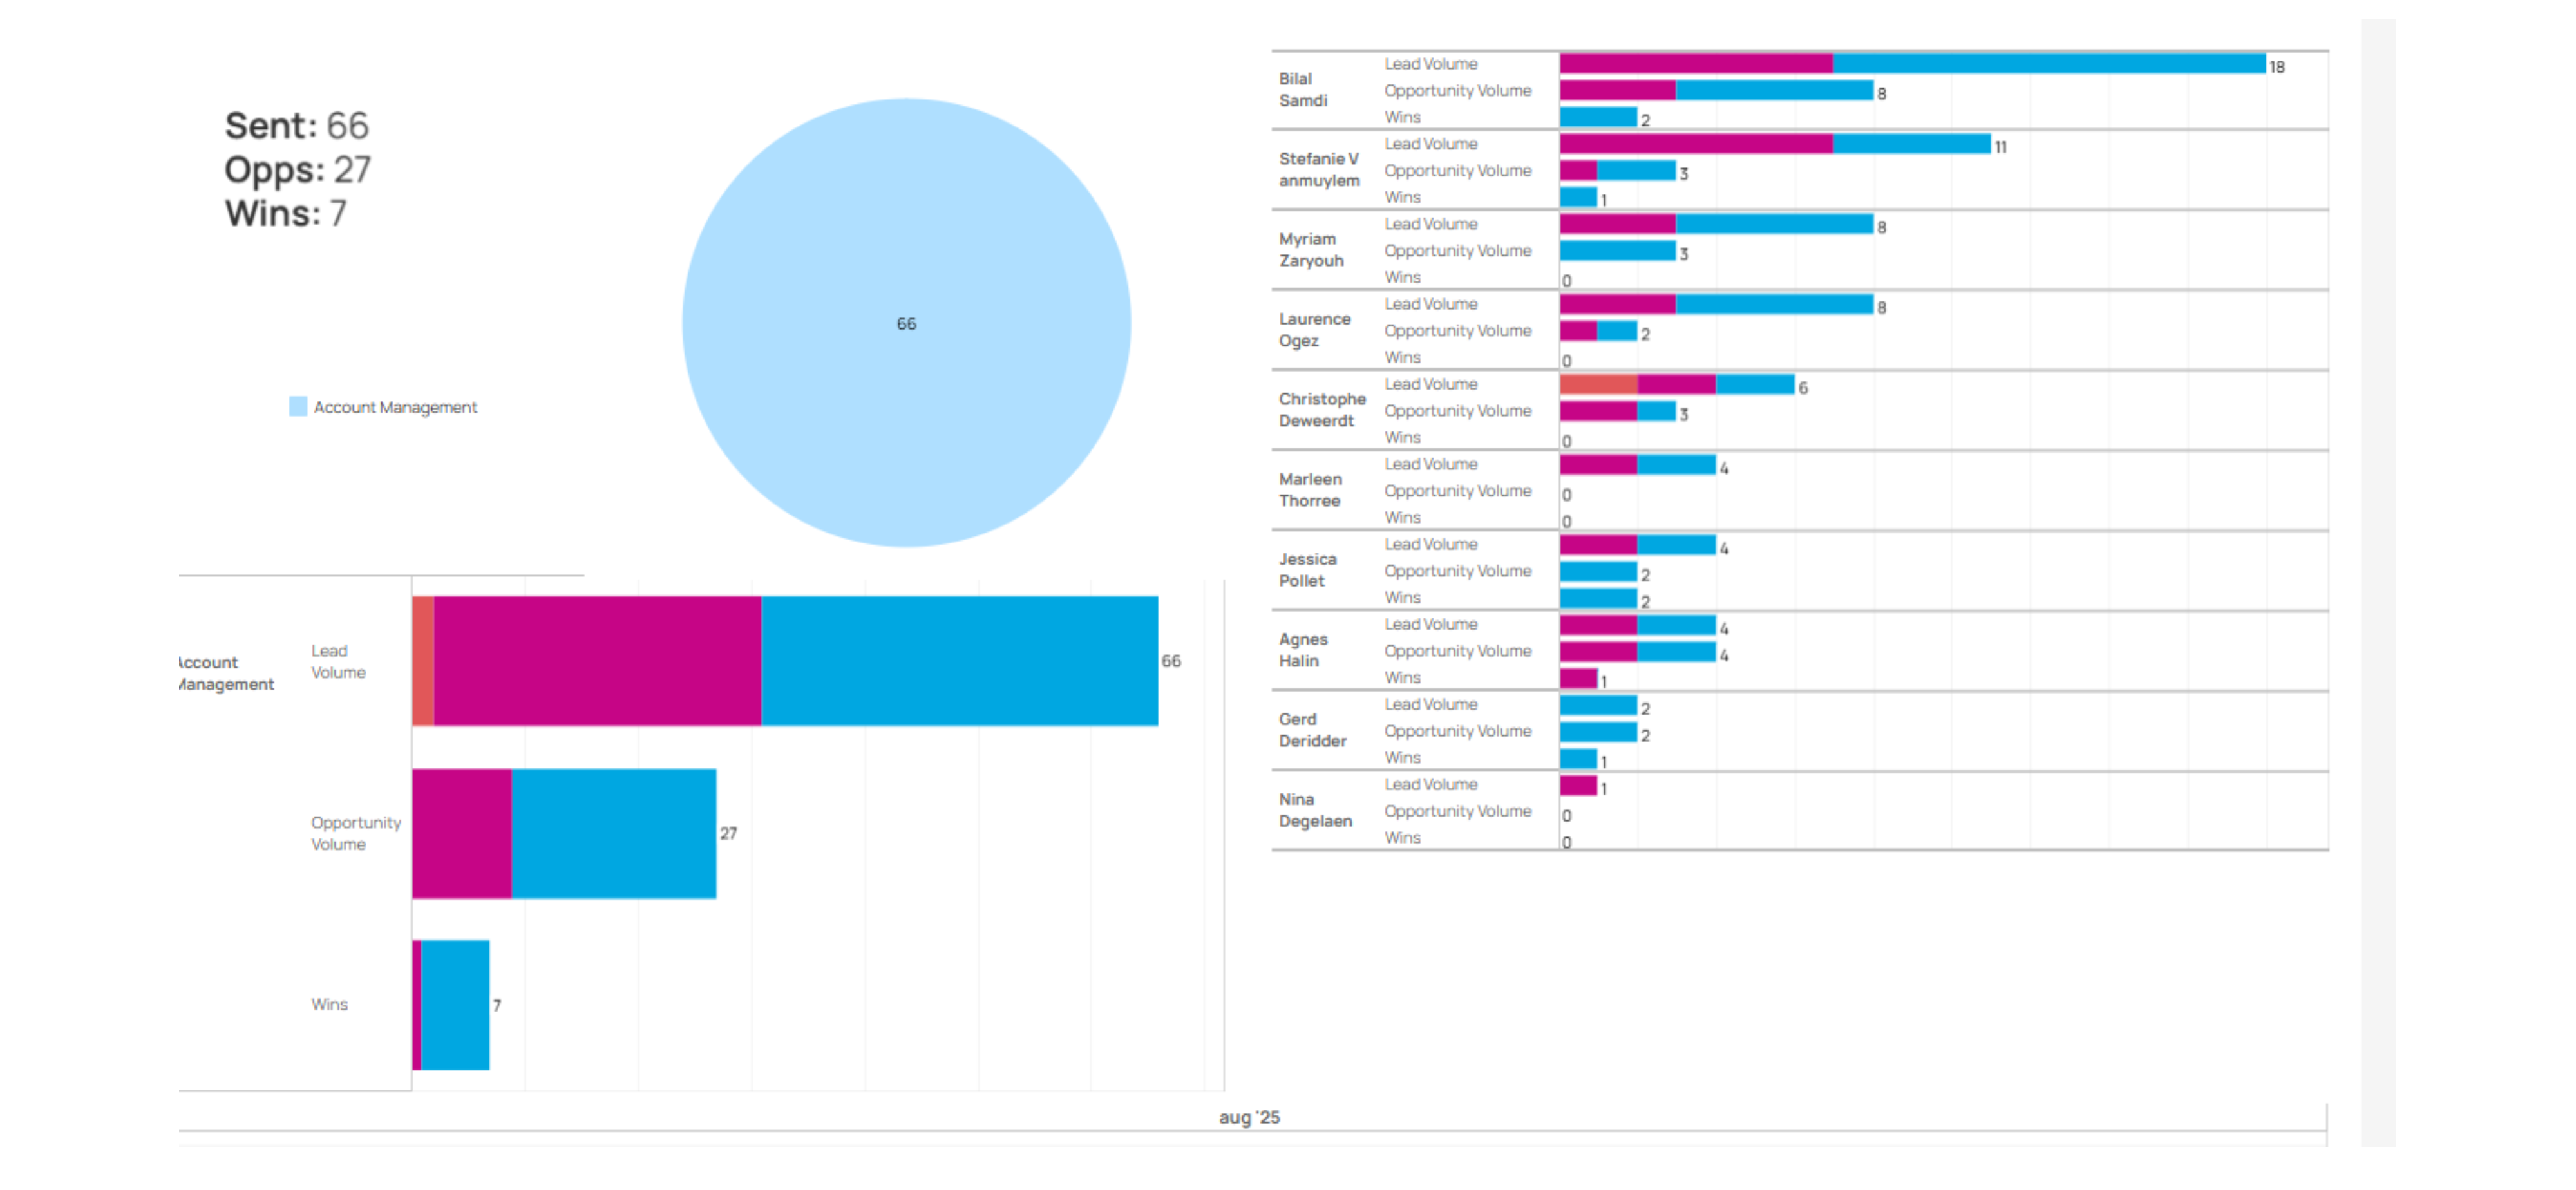 Sent: 66
Opps: 27
Wins: 7
66
Account Management
Account
Management
Lead
Volume
66
Opportunity
Volume
27
Wins
7
Bilal
Samdi
Lead Volume
18
Opportunity Volume
8
Wins
2
Stefanie V
anmuylem
Lead Volume
11
Opportunity Volume
3
Wins
1
Myriam
Zaryouh
Lead Volume
8
Opportunity Volume
3
Wins
0
Laurence
Ogez
Lead Volume
8
Opportunity Volume
2
Wins
0
Christophe
Deweerdt
Lead Volume
6
Opportunity Volume
3
Wins
0
Marleen
Thorree
Lead Volume
4
Opportunity Volume
0
Wins
0
Jessica
Pollet
Lead Volume
4
Opportunity Volume
2
Wins
2
Agnes
Halin
Lead Volume
4
Opportunity Volume
4
Wins
1
Gerd
Deridder
Lead Volume
2
Opportunity Volume
2
Wins
1
Nina
Degelaen
Lead Volume
1
Opportunity Volume
0
Wins
0
aug '25